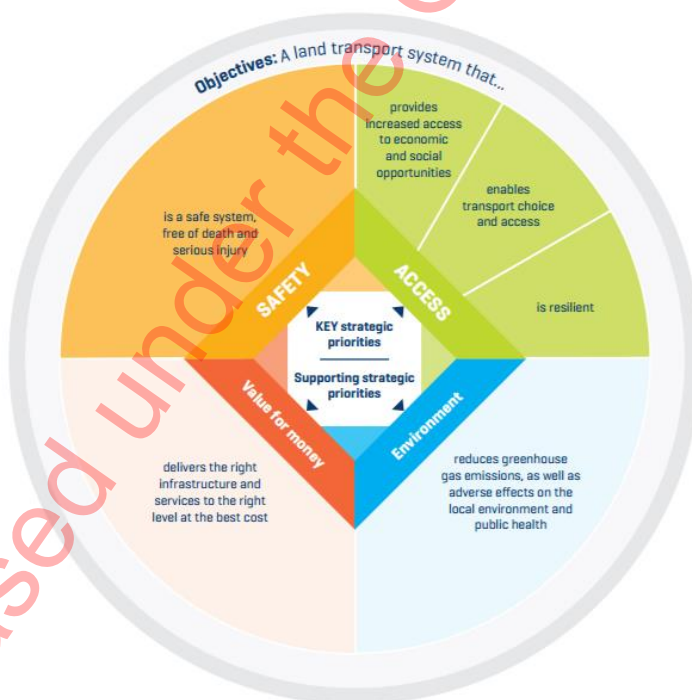 Objectives: A land transport system that...
provides
increased access
to economic
and social
opportunities
enables
transport choice
and access
is resilient
is a safe system,
free of death and
serious injury
SAFETY
ACCESS
KEY strategic
priorities
Supporting strategic
priorities
Value for money
Environment
delivers the right
infrastructure and
services to the right
level at the best cost
reduces greenhouse
gas emissions, as well as
adverse effects on the
local environment and
public health
under the